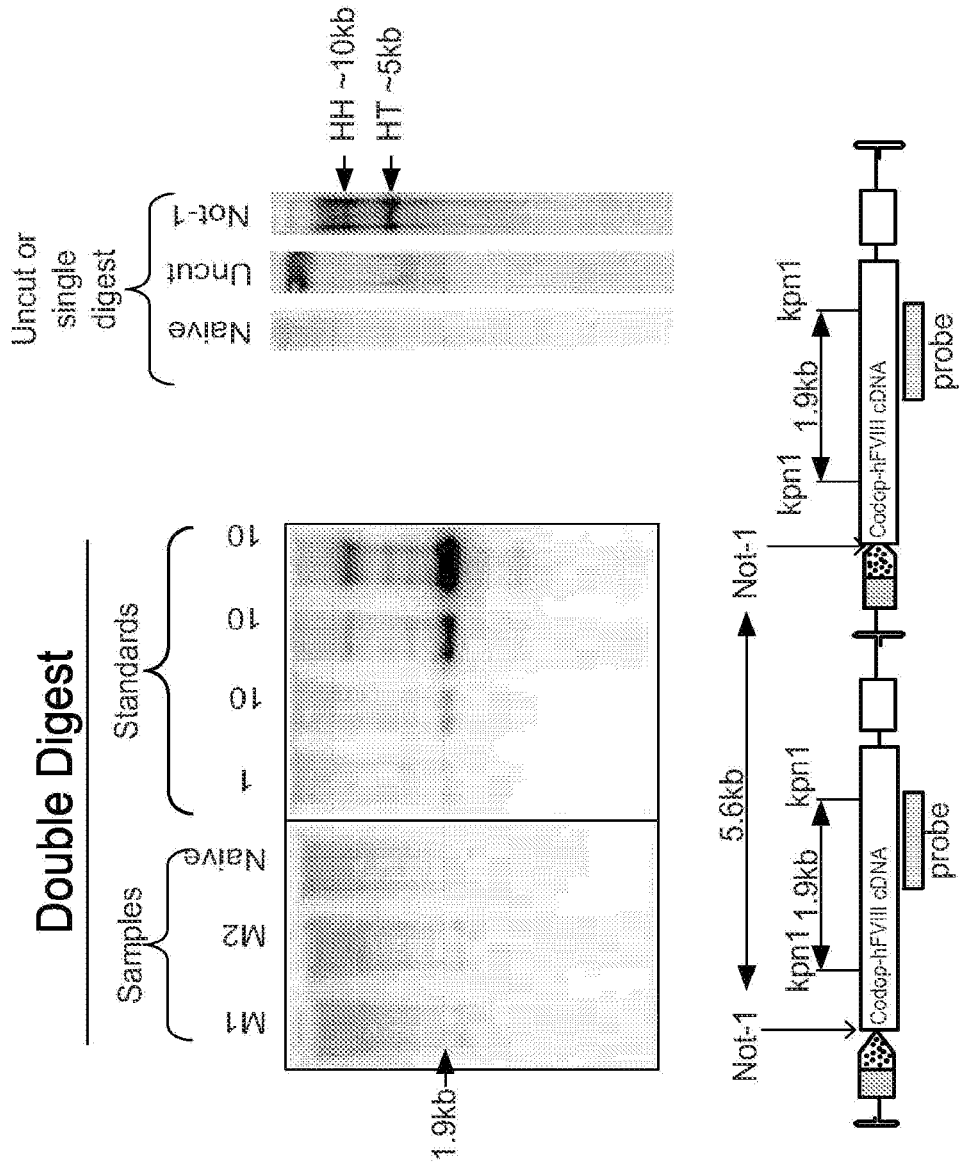 Double Digest
Samples
Standards
M1
M2
Naive
1
10
10
10
1.9kb
Uncut or
single
digest
Naive
Uncut
Not-1
HH ~10kb
HT ~5kb
Not-1
5.6kb
Not-1
kpn1
1.9kb
kpn1
kpn1
1.9kb
kpn1
Codop-hFVIII cDNA
Codop-hFVIII cDNA
probe
probe